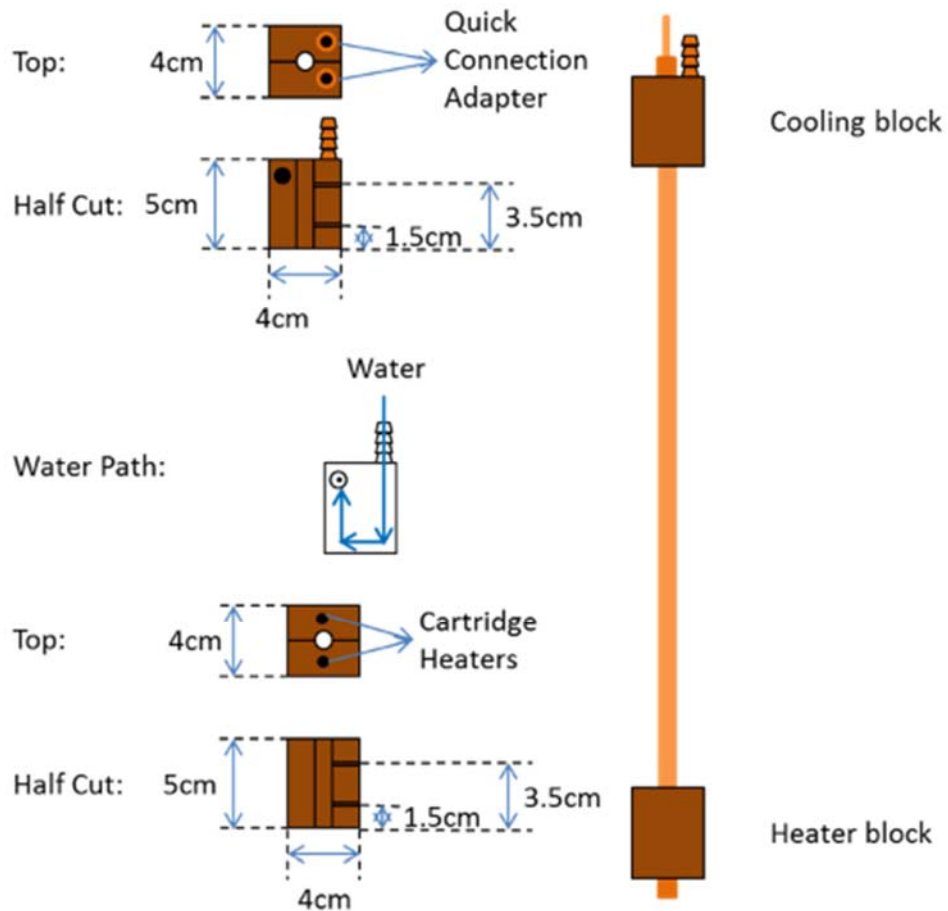 Top:
4cm
Quick
Connection
Adapter
Cooling block
Half Cut:
5cm
3.5cm
1.5cm
4cm
Water
Water Path:
Top:
4cm
Cartridge
Heaters
Half Cut:
5cm
3.5cm
1.5cm
Heater block
4cm